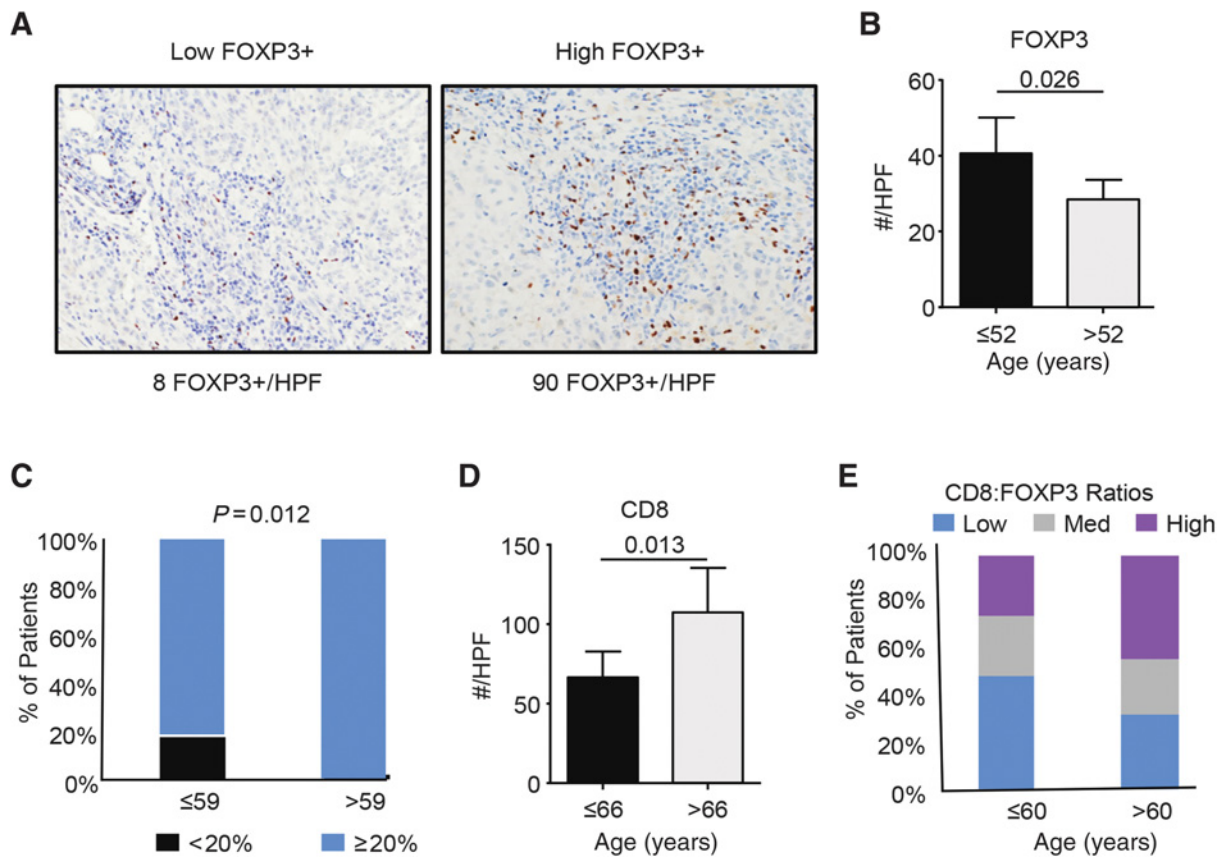 A
Low FOXP3+
High FOXP3+
8 FOXP3+/HPF
90 FOXP3+/HPF
B
FOXP3
0.026
60
40
20
0
#/HPF
≤52 >52
Age (years)
C
P=0.012
100%
80%
60%
40%
20%
0%
% of Patients
≤59 >59
<20% ≥20%
D
CD8
0.013
150
100
50
0
#/HPF
≤66 >66
Age (years)
E
CD8:FOXP3 Ratios
Low Med High
100%
80%
60%
40%
20%
0%
% of Patients
≤60 >60
Age (years)